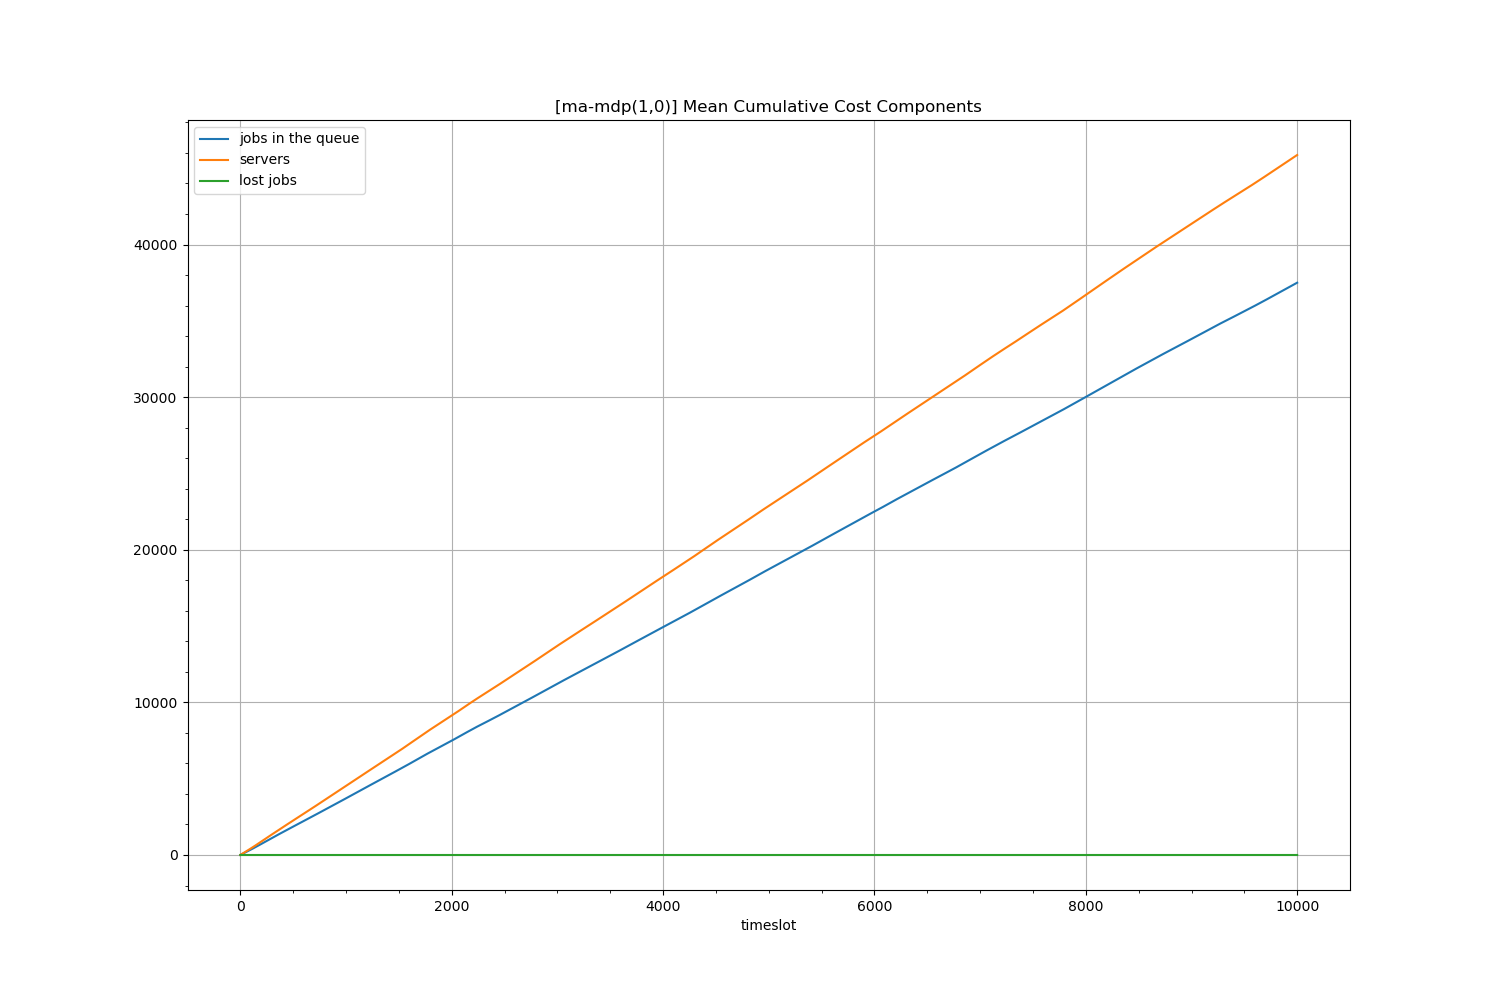 [ma-mdp(1,0)] Mean Cumulative Cost Components
jobs in the queue
servers
lost jobs
40000
30000
20000
10000
0
0 2000 4000 6000 8000 10000
timeslot